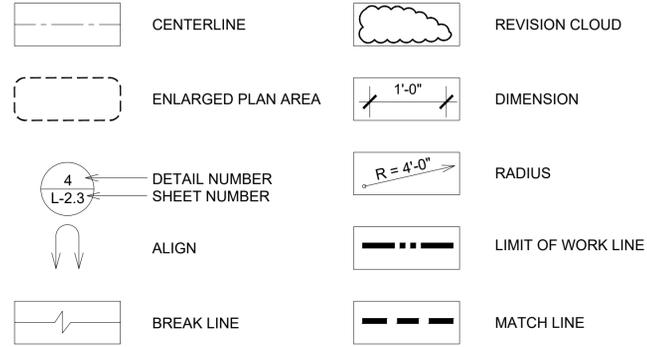 CENTERLINE
ENLARGED PLAN AREA
4
L-2.3
DETAIL NUMBER
SHEET NUMBER
ALIGN
BREAK LINE
REVISION CLOUD
1'-0"
DIMENSION
R = 4'-0"
RADIUS
LIMIT OF WORK LINE
MATCH LINE